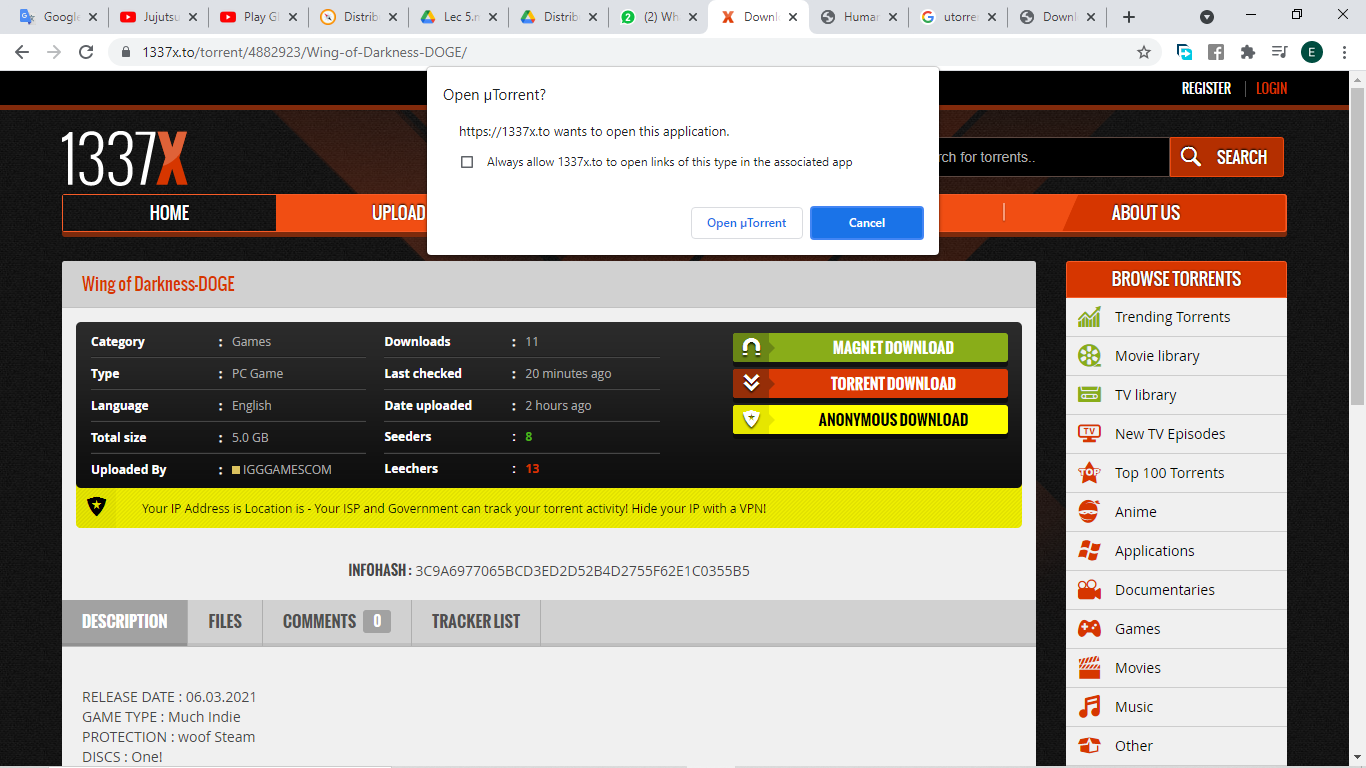 Google
Jujutsu
Play Gl
Distrib
Lec 5.m
Distrib
(2) Wh
Downl
Human
utorre
Downl
1337x.to/torrent/4882923/Wing-of-Darkness-DOGE/
E
Open µTorrent?
https://1337x.to wants to open this application.
Always allow 1337x.to to open links of this type in the associated app
Open µTorrent
Cancel
REGISTER | LOGIN
1337X
rch for torrents..
SEARCH
HOME
UPLOAD
ABOUT US
Wing of Darkness-DOGE
Category : Games
Type : PC Game
Language : English
Total size : 5.0 GB
Uploaded By : IGGGAMESCOM
Downloads : 11
Last checked : 20 minutes ago
Date uploaded : 2 hours ago
Seeders : 8
Leechers : 13
MAGNET DOWNLOAD
TORRENT DOWNLOAD
ANONYMOUS DOWNLOAD
Your IP Address is Location is - Your ISP and Government can track your torrent activity! Hide your IP with a VPN!
INFOHASH : 3C9A6977065BCD3ED2D52B4D2755F62E1C0355B5
DESCRIPTION
FILES
COMMENTS 0
TRACKER LIST
RELEASE DATE : 06.03.2021
GAME TYPE : Much Indie
PROTECTION : woof Steam
DISCS : One!
BROWSE TORRENTS
Trending Torrents
Movie library
TV library
TV
New TV Episodes
TOP
Top 100 Torrents
Anime
Applications
Documentaries
Games
Movies
Music
Other